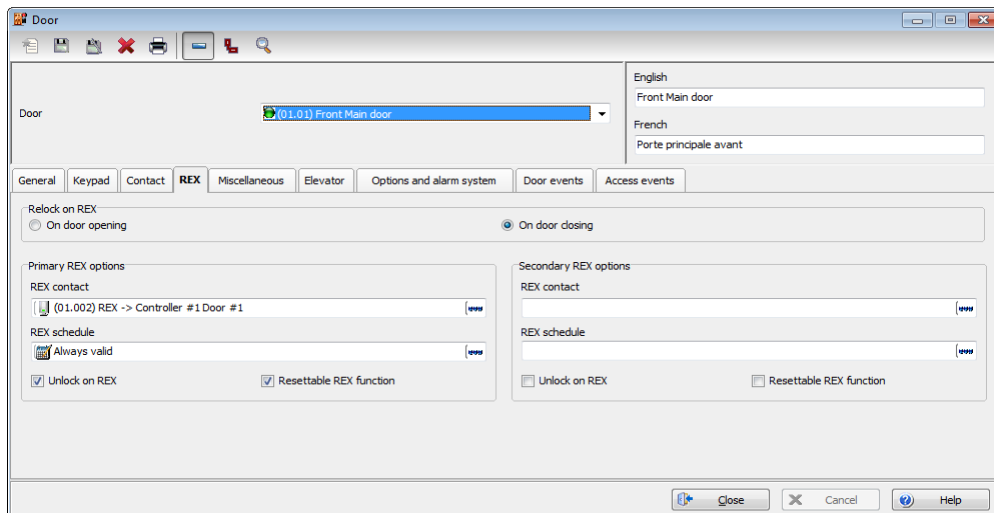 Door
English
Front Main door
Door
(01.01) Front Main door
French
Porte principale avant
General Keypad Contact REX Miscellaneous Elevator Options and alarm system Door events Access events
Relock on REX
On door opening On door closing
Primary REX options
REX contact
(01.002) REX -> Controller #1 Door #1
REX schedule
Always valid
Unlock on REX Resettable REX function
Secondary REX options
REX contact
REX schedule
Unlock on REX Resettable REX function
Close Cancel Help